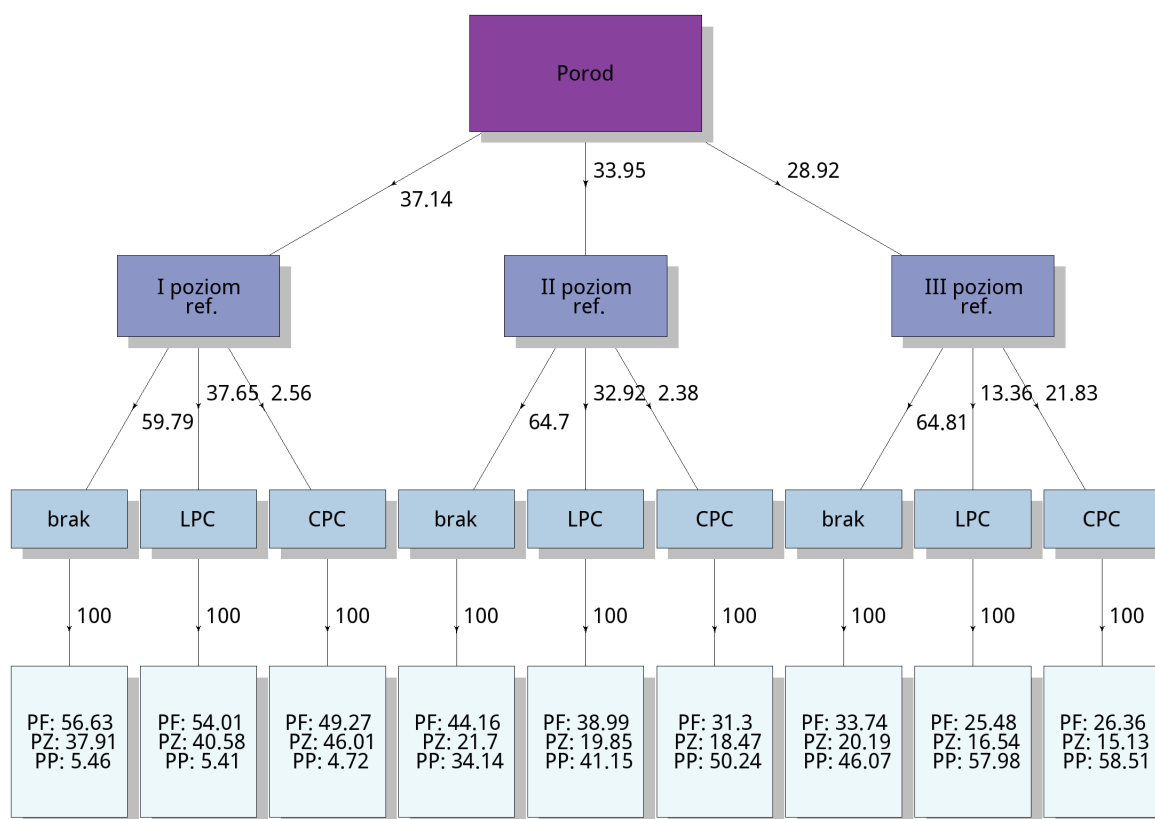 Porod
33.95
28.92
37.14
I poziom
ref.
II poziom
ref.
III poziom
ref.
37.65
2.56
32.92
2.38
13.36
21.83
59.79
64.7
64.81
brak
LPC
CPC
brak
LPC
CPC
brak
LPC
CPC
100
100
100
100
100
100
100
100
100
PF: 56.63
PZ: 37.91
PP: 5.46
PF: 54.01
PZ: 40.58
PP: 5.41
PF: 49.27
PZ: 46.01
PP: 4.72
PF: 44.16
PZ: 21.7
PP: 34.14
PF: 38.99
PZ: 19.85
PP: 41.15
PF: 31.3
PZ: 18.47
PP: 50.24
PF: 33.74
PZ: 20.19
PP: 46.07
PF: 25.48
PZ: 16.54
PP: 57.98
PF: 26.36
PZ: 15.13
PP: 58.51